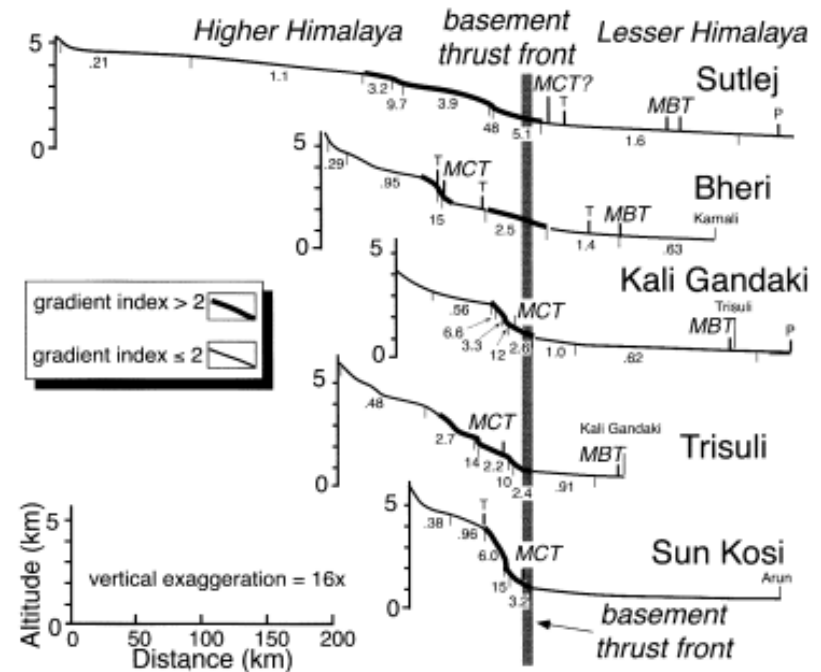 Higher Himalaya
basement
thrust front
Lesser Himalaya
Sutlej
5
0
.21
1.1
3.2
9.7
3.9
48
5.1
MCT?
T
1.6
MBT
P
Bheri
5
0
.29
.95
T
MCT
15
T
2.5
T
1.4
MBT
.63
Karnali
Kali Gandaki
5
0
.56
6.6
3.3
12
2.6
MCT
1.0
.62
MBT
Trisuli
P
gradient index > 2
gradient index ≤ 2
Trisuli
5
0
.48
2.7
14
MCT
2.2
10
2.4
.91
Kali Gandaki
MBT
Sun Kosi
5
0
.38
.96
T
6.0
15
3.2
MCT
Arun
basement
thrust front
Altitude (km)
5
0
vertical exaggeration = 16x
0 50 100 150 200
Distance (km)